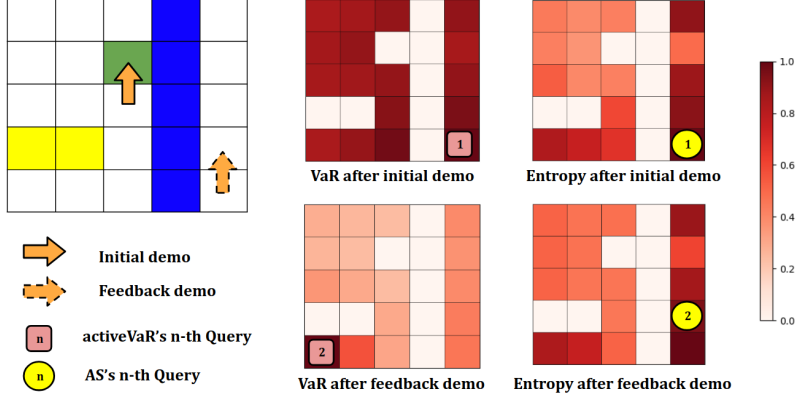 1
1
1.0
0.8
0.6
0.4
0.2
0.0
VaR after initial demo
Entropy after initial demo
Initial demo
Feedback demo
n
activeVaR's n-th Query
n
AS's n-th Query
2
2
VaR after feedback demo
Entropy after feedback demo